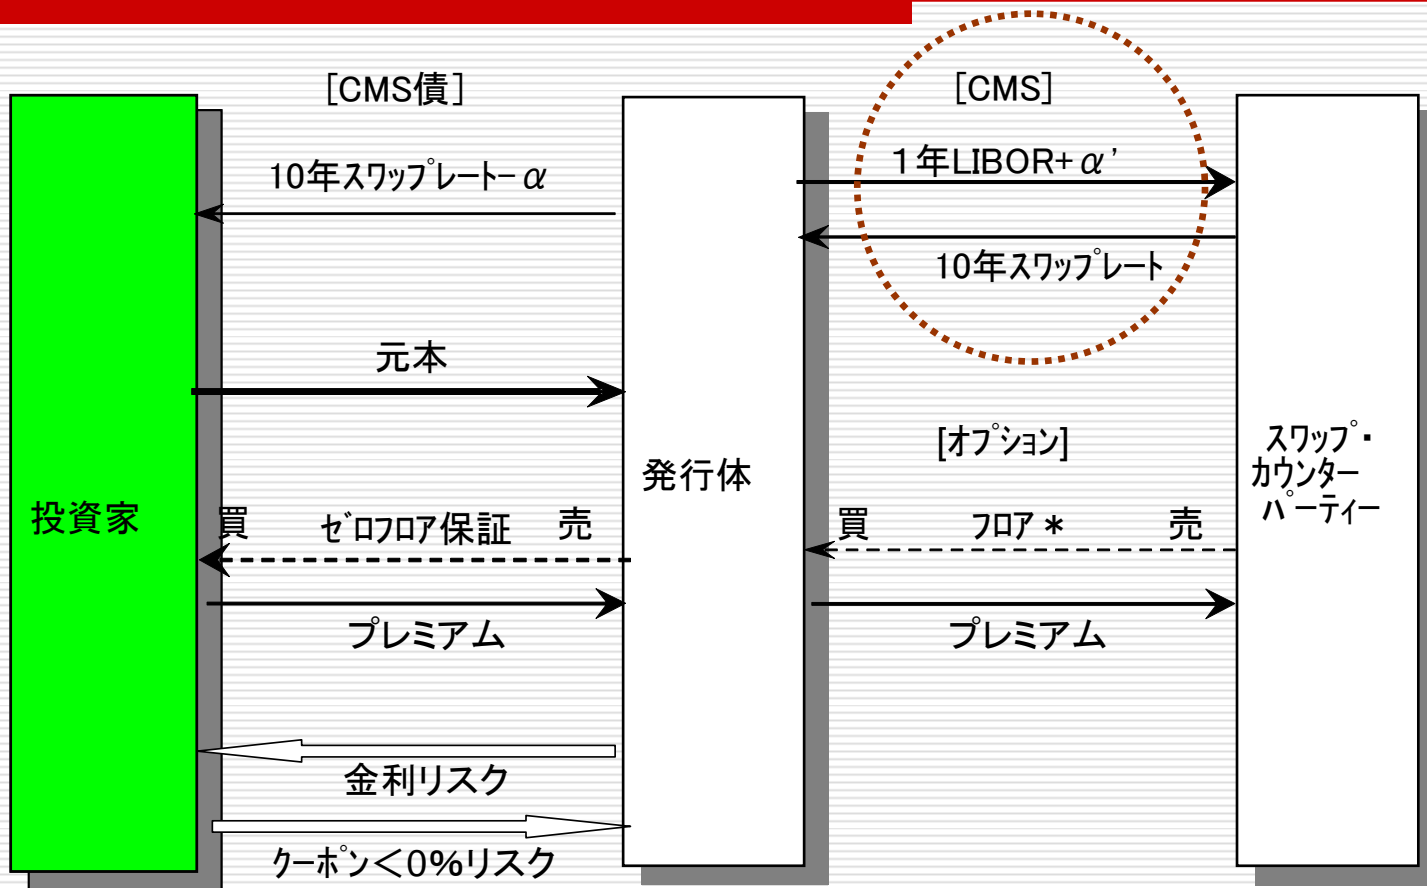 [CMS債]
[CMS]
10年スワップレート-α
1年LIBOR+α'
10年スワップレート
元本
[オプション]
投資家
発行体
スワップ・
カウンター
パーティー
買 ゼロフロア保証 売
買 フロア* 売
プレミアム
プレミアム
金利リスク
クーポン<0%リスク